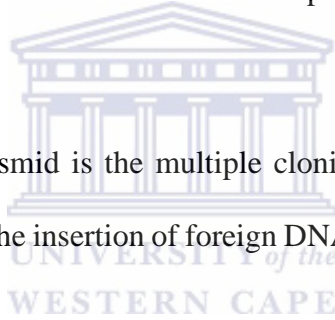 smid is the multiple cloni
he insertion of foreign DNA
UNIVERSITY of the
WESTERN CAPE